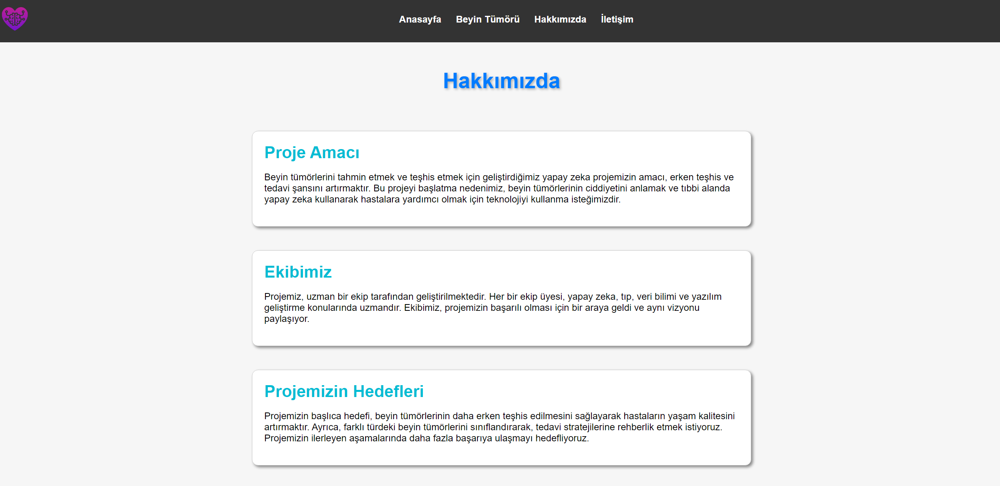 Anasayfa Beyin Tümörü Hakkımızda İletişim
Hakkımızda
Proje Amacı
Beyin tümörlerini tahmin etmek ve teşhis etmek için geliştirdiğimiz yapay zeka projemizin amacı, erken teşhis ve
tedavi şansını artırmaktır. Bu projeyi başlatma nedenimiz, beyin tümörlerinin ciddiyetini anlamak ve tıbbi alanda
yapay zeka kullanarak hastalara yardımcı olmak için teknolojiyi kullanma isteğimizdir.
Ekibimiz
Projemiz, uzman bir ekip tarafından geliştirilmektedir. Her bir ekip üyesi, yapay zeka, tıp, veri bilimi ve yazılım
geliştirme konularında uzmandır. Ekibimiz, projemizin başarılı olması için bir araya geldi ve aynı vizyonu
paylaşıyor.
Projemizin Hedefleri
Projemizin başlıca hedefi, beyin tümörlerinin daha erken teşhis edilmesini sağlayarak hastaların yaşam kalitesini
artırmaktır. Ayrıca, farklı türdeki beyin tümörlerini sınıflandırarak, tedavi stratejilerine rehberlik etmek istiyoruz.
Projemizin ilerleyen aşamalarında daha fazla başarıya ulaşmayı hedefliyoruz.